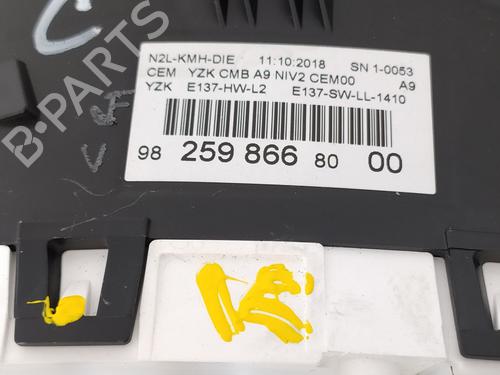 C
N2L-KMH-DIE 11:10:2018 SN 1-0053
CEM YZK CMB A9 NIV2 CEM00 A9
YZK E137-HW-L2 E137-SW-LL-1410
98 259 866 80 00
B-PARTS